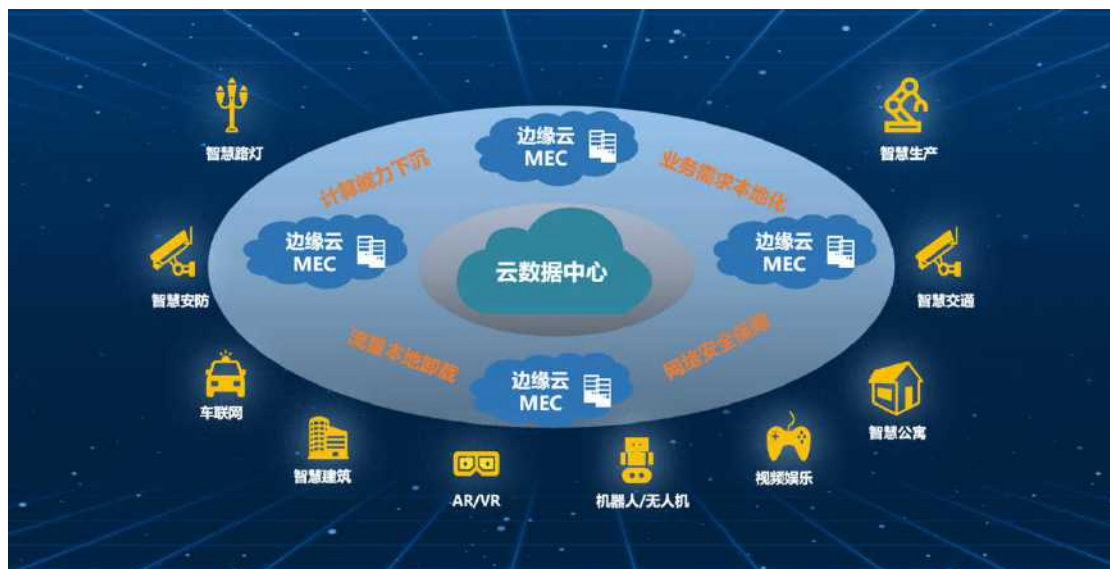 边缘云
MEC
智慧路灯
计算能力下沉
业务需求本地化
智慧生产
边缘云
MEC
云数据中心
边缘云
MEC
智慧安防
智慧交通
流量本地卸载
网络安全保障
边缘云
MEC
车联网
智慧公寓
智慧建筑
AR/VR
机器人/无人机
视频娱乐